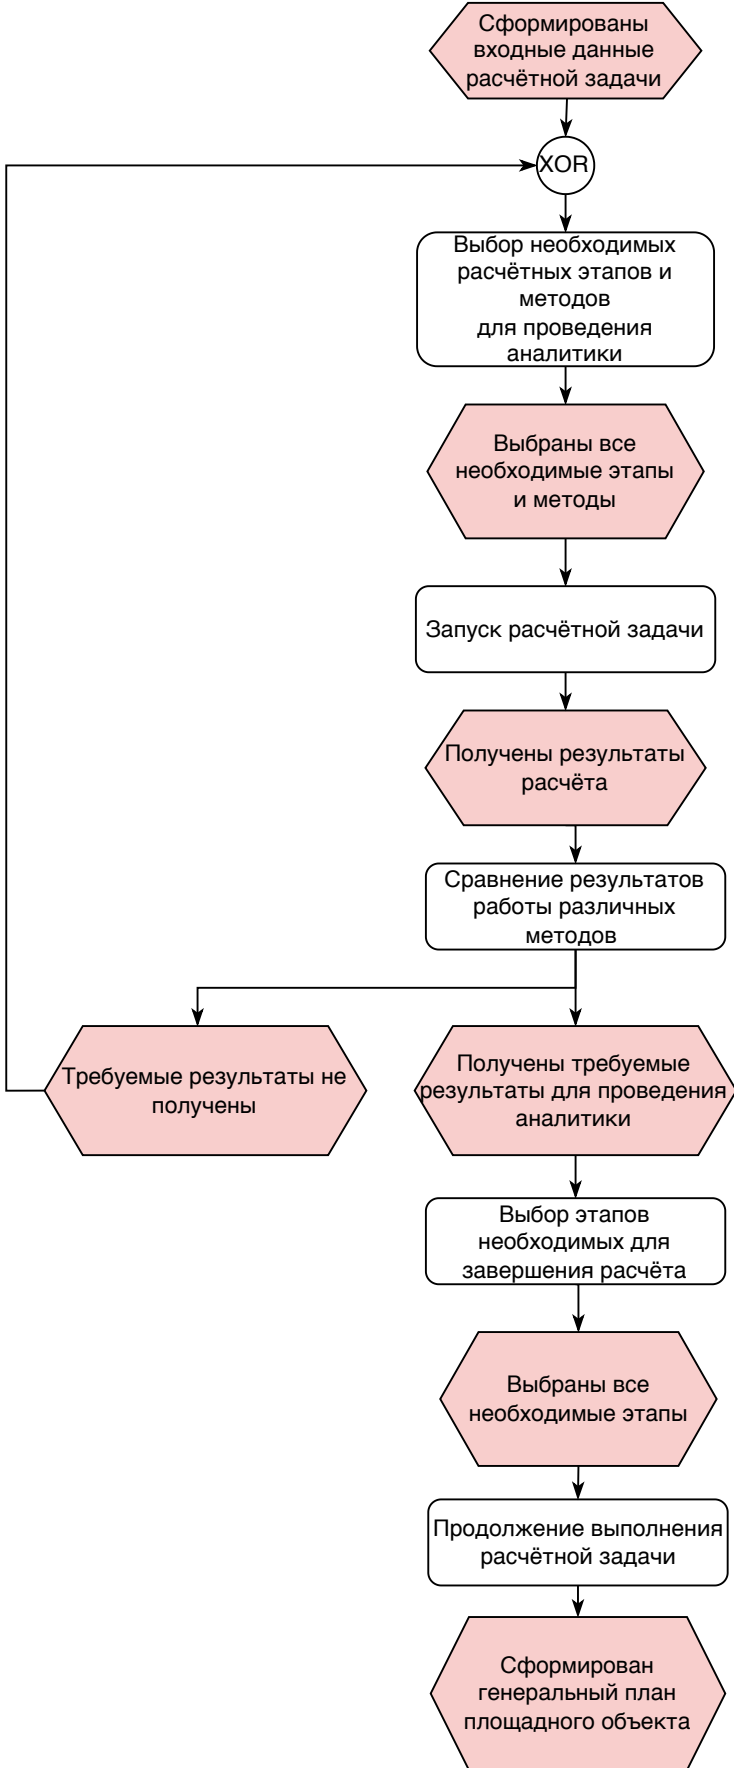 Сформированы
входные данные
расчётной задачи
XOR
Выбор необходимых
расчётных этапов и
методов
для проведения
аналитики
Выбраны все
необходимые этапы
и методы
Запуск расчётной задачи
Получены результаты
расчёта
Сравнение результатов
работы различных
методов
Требуемые результаты не
получены
Получены требуемые
результаты для проведения
аналитики
Выбор этапов
необходимых для
завершения расчёта
Выбраны все
необходимые этапы
Продолжение выполнения
расчётной задачи
Сформирован
генеральный план
площадного объекта